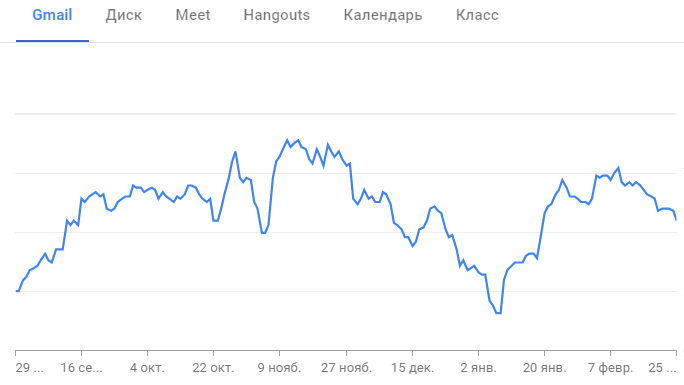 Gmail Диск Meet Hangouts Календарь Класс
29 ... 16 се... 4 окт. 22 окт. 9 нояб. 27 нояб. 15 дек. 2 янв. 20 янв. 7 февр. 25 ...